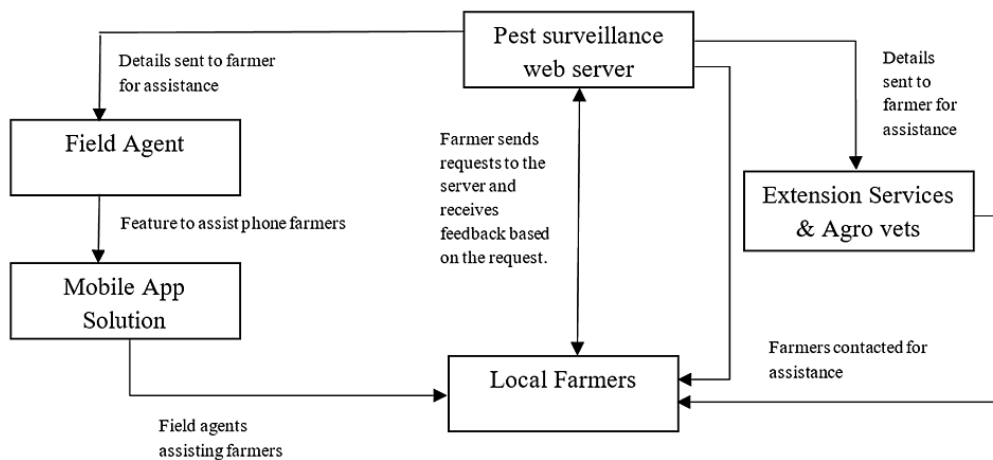 Pest surveillance
web server
Details sent to farmer
for assistance
Details
sent to
farmer for
assistance
Field Agent
Farmer sends
requests to the
server and
receives
feedback based
on the request.
Extension Services
& Agro vets
Feature to assist phone farmers
Mobile App
Solution
Local Farmers
Farmers contacted for
assistance
Field agents
assisting farmers